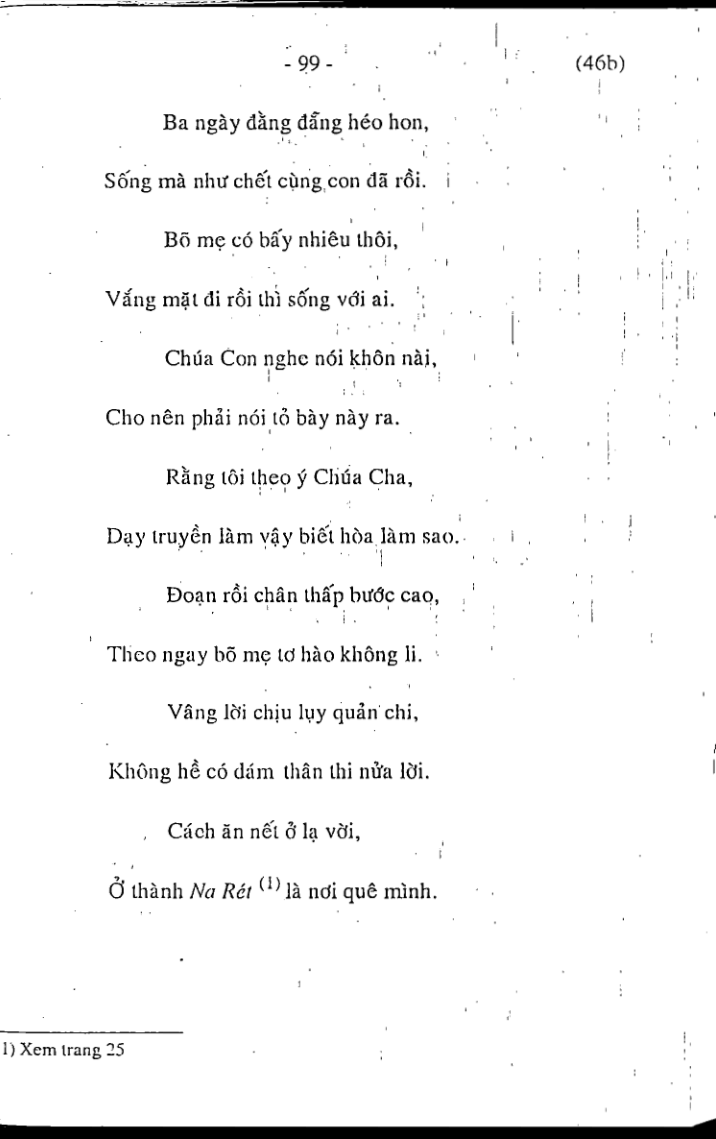 - 99 - (46b)
Ba ngày đằng đẵng héo hon,
Sống mà như chết cùng con đã rồi.
Bõ mẹ có bấy nhiêu thôi,
Vắng mặt đi rồi thì sống với ai.
Chúa Con nghe nói khôn nài,
Cho nên phải nói tỏ bày này ra.
Rằng tôi theo ý Chúa Cha,
Dạy truyền làm vậy biết hòa làm sao.
Đoạn rồi chân thấp bước cao,
Theo ngay bõ mẹ tơ hào không li.
Vâng lời chịu lụy quản chi,
Không hề có dám thân thi nửa lời.
Cách ăn nết ở lạ vời,
Ở thành Na Rét (1) là nơi quê mình.
1) Xem trang 25